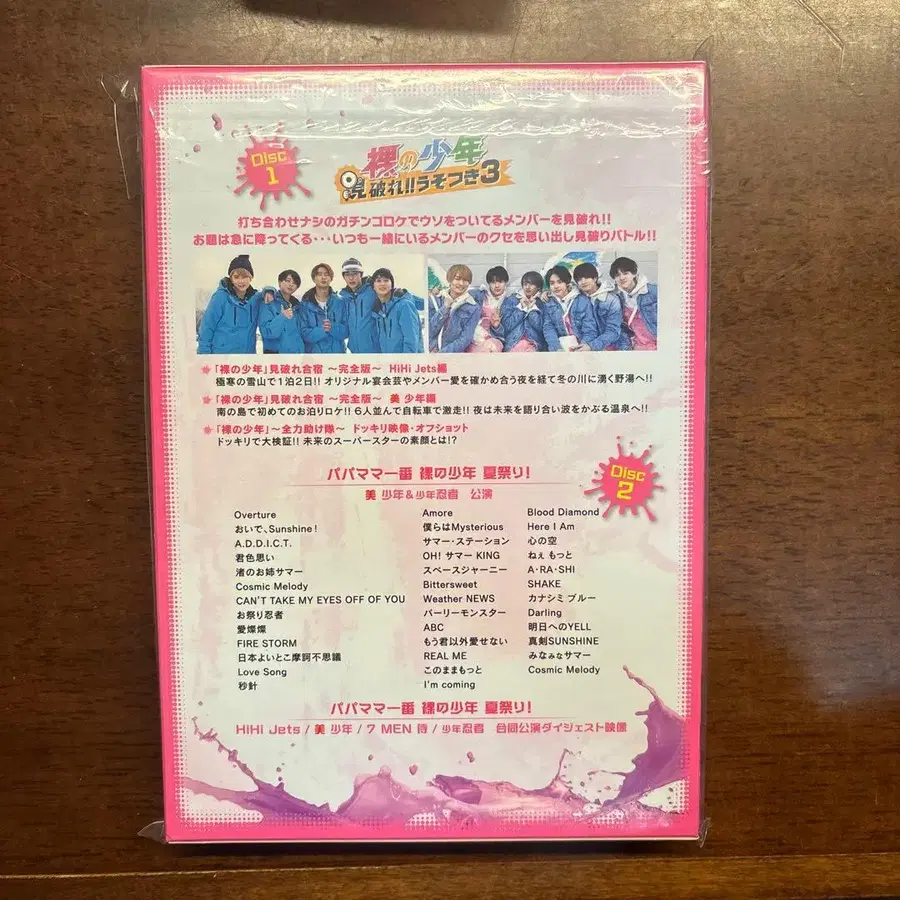 Disc
1
裸の少年
見破れ!!うそつき3
打ち合わせナシのガチンコロケでウソをついてるメンバーを見破れ!!
お題は急に降ってくる・・・いつも一緒にいるメンバーのクセを思い出し見破りバトル!!
★「裸の少年」見破れ合宿 ～完全版～ HiHi Jets編
極寒の雪山で1泊2日!! オリジナル宴会芸やメンバー愛を確かめ合う夜を経て冬の川に湧く野湯へ!!
★「裸の少年」見破れ合宿 ～完全版～ 美 少年編
南の島で初めてのお泊りロケ!! 6人並んで自転車で激走!! 夜は未来を語り合い波をかぶる温泉へ!!
★「裸の少年」～全力助け隊～ ドッキリ映像・オフショット
ドッキリで大検証!! 未来のスーパースターの素顔とは!?
Disc
2
パパママ一番 裸の少年 夏祭り!
美 少年&少年忍者 公演
Overture
おいで、Sunshine!
A.D.D.I.C.T.
君色思い
渚のお姉サマー
Cosmic Melody
CAN'T TAKE MY EYES OFF OF YOU
お祭り忍者
愛燦燦
FIRE STORM
日本よいとこ摩訶不思議
Love Song
秒針
Amore
僕らはMysterious
サマー・ステーション
OH! サマー KING
スペースジャーニー
Bittersweet
Weather NEWS
パーリーモンスター
ABC
もう君以外愛せない
REAL ME
このままもっと
I'm coming
Blood Diamond
Here I Am
心の空
ねぇ もっと
A・RA・SHI
SHAKE
カナシミ ブルー
Darling
明日へのYELL
真剣SUNSHINE
みなみなサマー
Cosmic Melody
パパママ一番 裸の少年 夏祭り!
HiHi Jets / 美 少年 / 7 MEN 侍 / 少年忍者 合同公演ダイジェスト映像